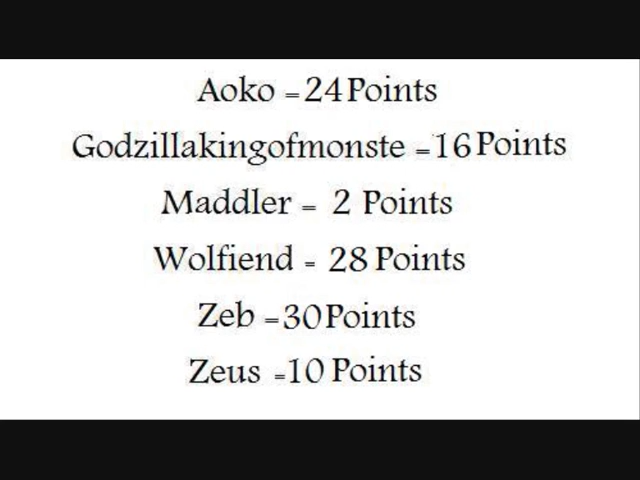 Aoko = 24 Points
Godzillakingofmonste = 16 Points
Maddler = 2 Points
Wolfiend = 28 Points
Zeb = 30 Points
Zeus = 10 Points